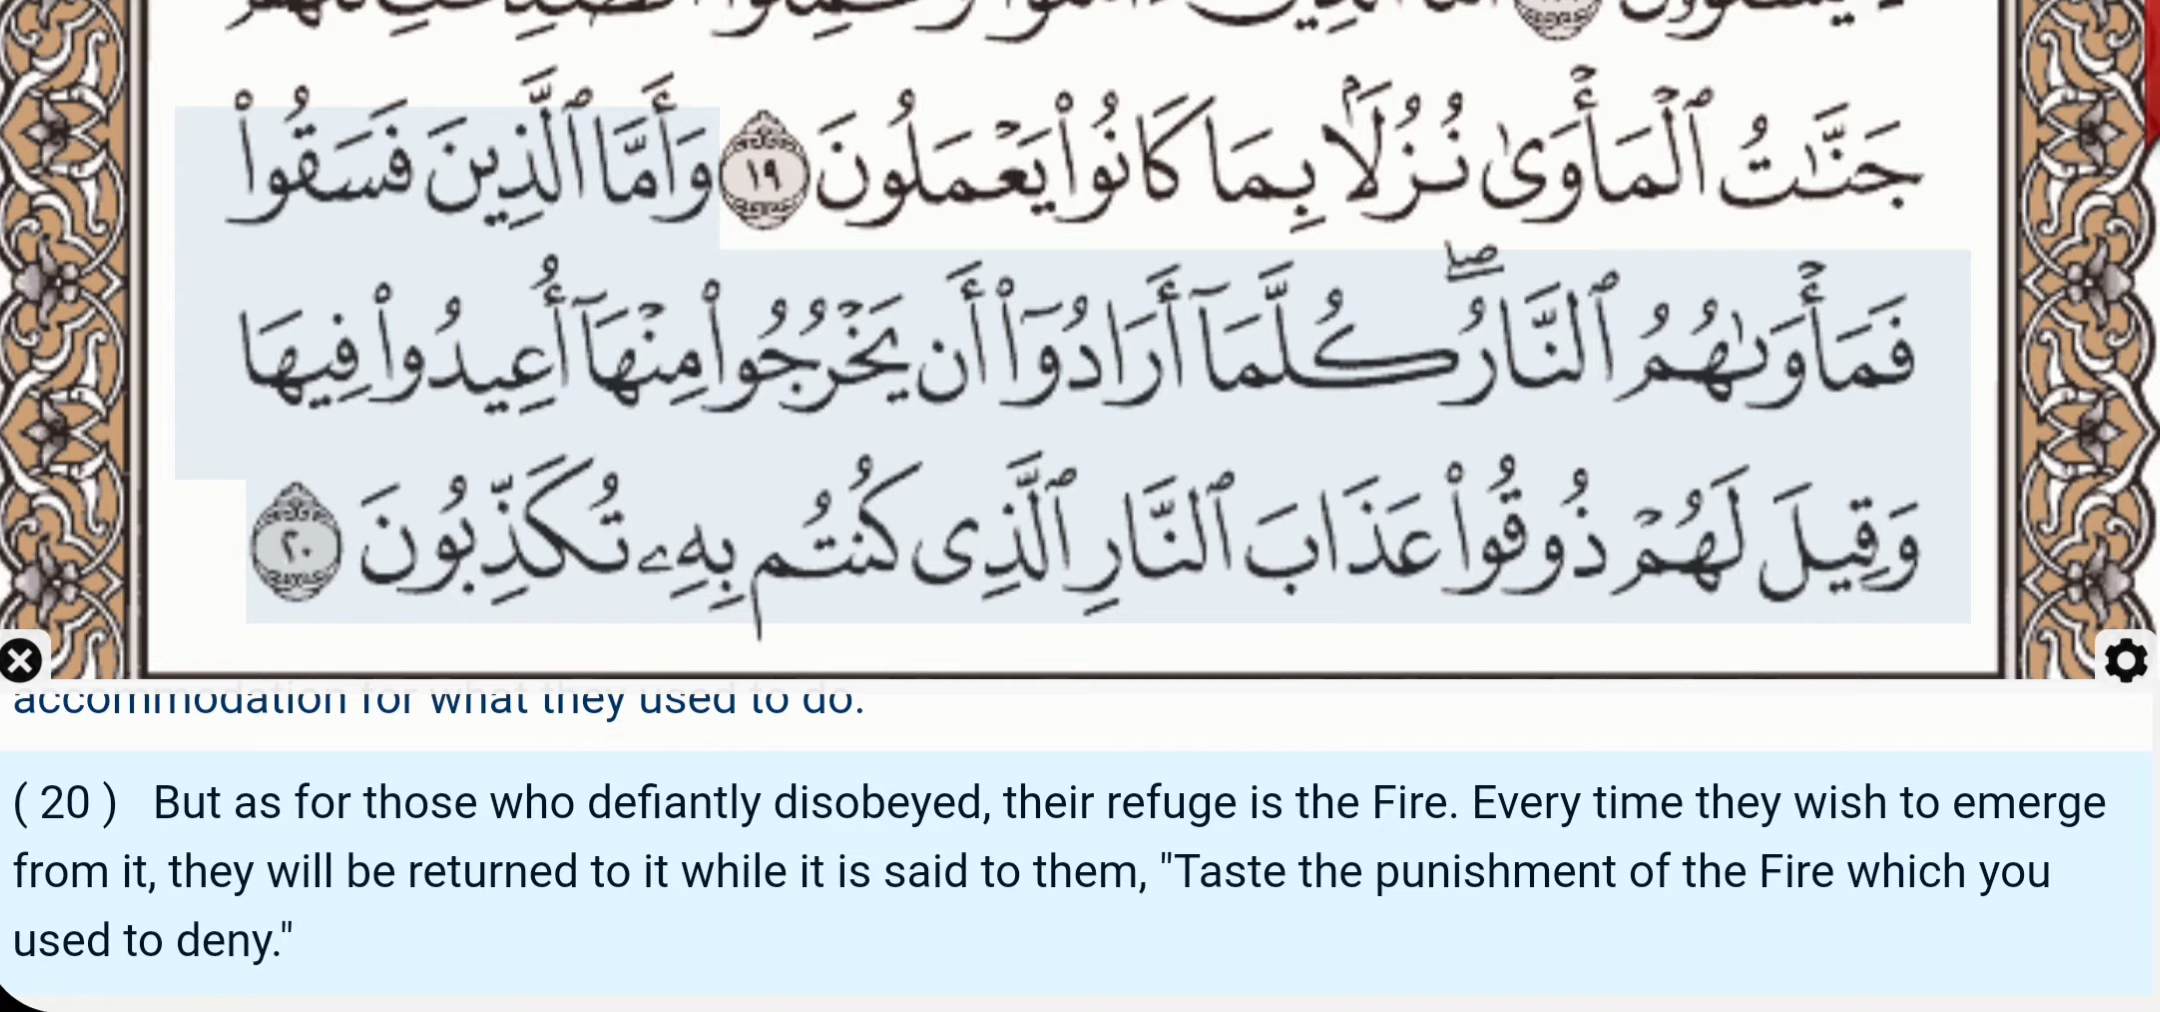 جَنَّٰتُ ٱلْمَأْوَىٰ نُزُلًۢا بِمَا كَانُوا۟ يَعْمَلُونَ ١٩ وَأَمَّا ٱلَّذِينَ فَسَقُوا۟
فَمَأْوَىٰهُمُ ٱلنَّارُ ۖ كُلَّمَآ أَرَادُوٓا۟ أَن يَخْرُجُوا۟ مِنْهَآ أُعِيدُوا۟ فِيهَا
وَقِيلَ لَهُمْ ذُوقُوا۟ عَذَابَ ٱلنَّارِ ٱلَّذِى كُنتُم بِهِۦ تُكَذِّبُونَ ٢٠
accommodation for what they used to do.
( 20 ) But as for those who defiantly disobeyed, their refuge is the Fire. Every time they wish to emerge
from it, they will be returned to it while it is said to them, "Taste the punishment of the Fire which you
used to deny."